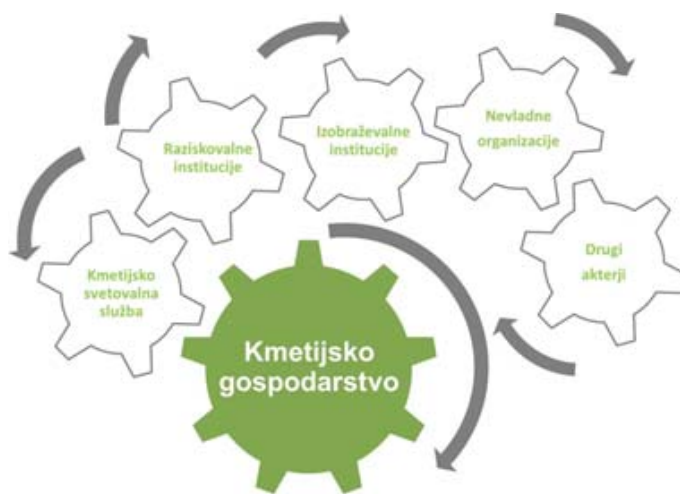 Nevladne
organizacije
Izobraževalne
institucije
Raziskovalne
institucije
Drugi
akterji
Kmetijsko
svetovalna
služba
Kmetijsko
gospodarstvo